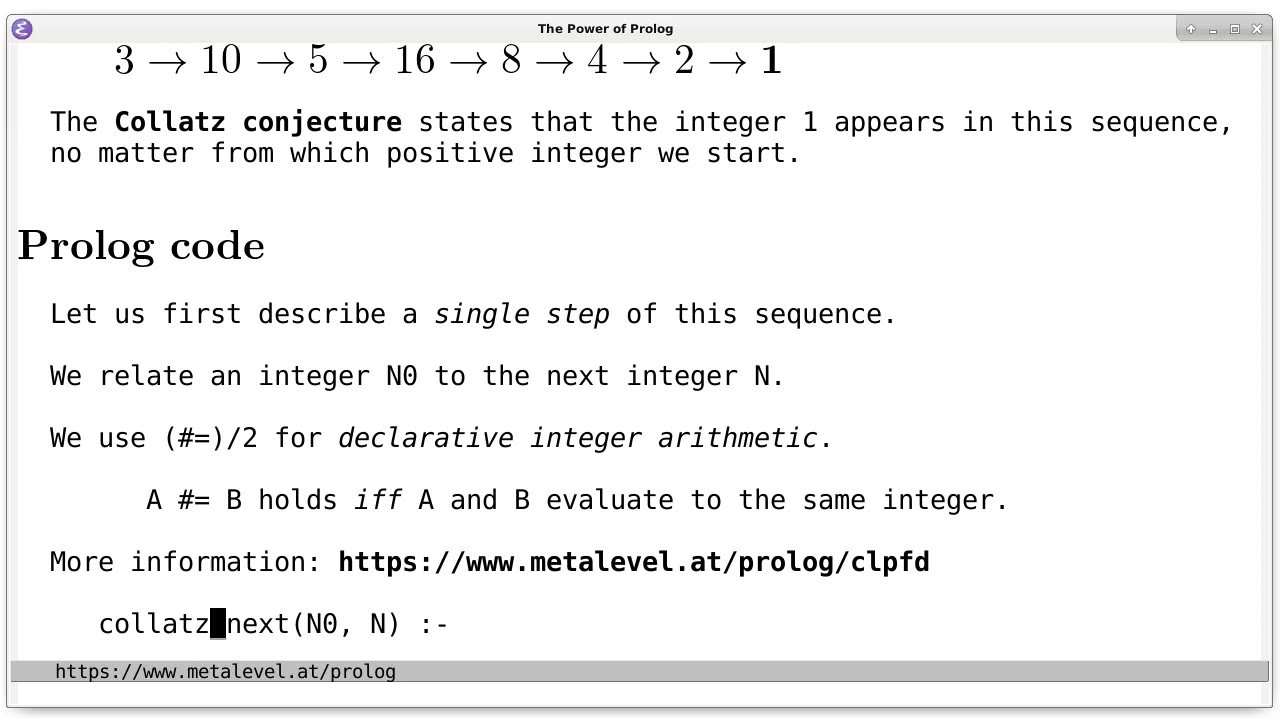 The Power of Prolog
3 → 10 → 5 → 16 → 8 → 4 → 2 → 1
The Collatz conjecture states that the integer 1 appears in this sequence,
no matter from which positive integer we start.
Prolog code
Let us first describe a single step of this sequence.
We relate an integer N0 to the next integer N.
We use (#=)/2 for declarative integer arithmetic.
A #= B holds iff A and B evaluate to the same integer.
More information: https://www.metalevel.at/prolog/clpfd
collatz next(N0, N) :-
https://www.metalevel.at/prolog